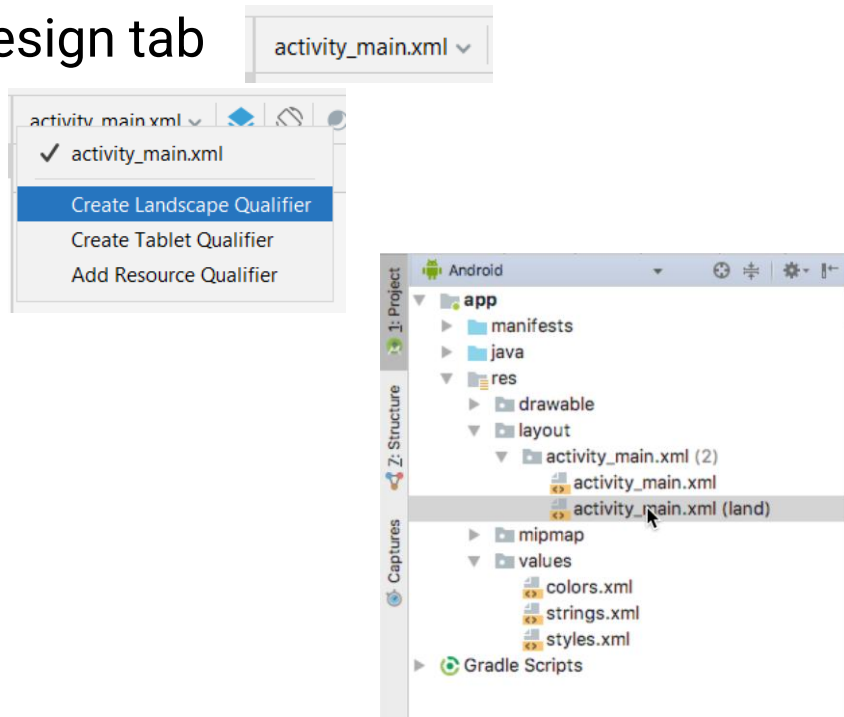 esign tab
activity_main.xml
activity_main.xml
activity_main.xml
Create Landscape Qualifier
Create Tablet Qualifier
Add Resource Qualifier
Android
1: Project
app
manifests
java
res
drawable
Z: Structure
layout
activity_main.xml (2)
activity_main.xml
activity_main.xml (land)
Captures
mipmap
values
colors.xml
strings.xml
styles.xml
Gradle Scripts